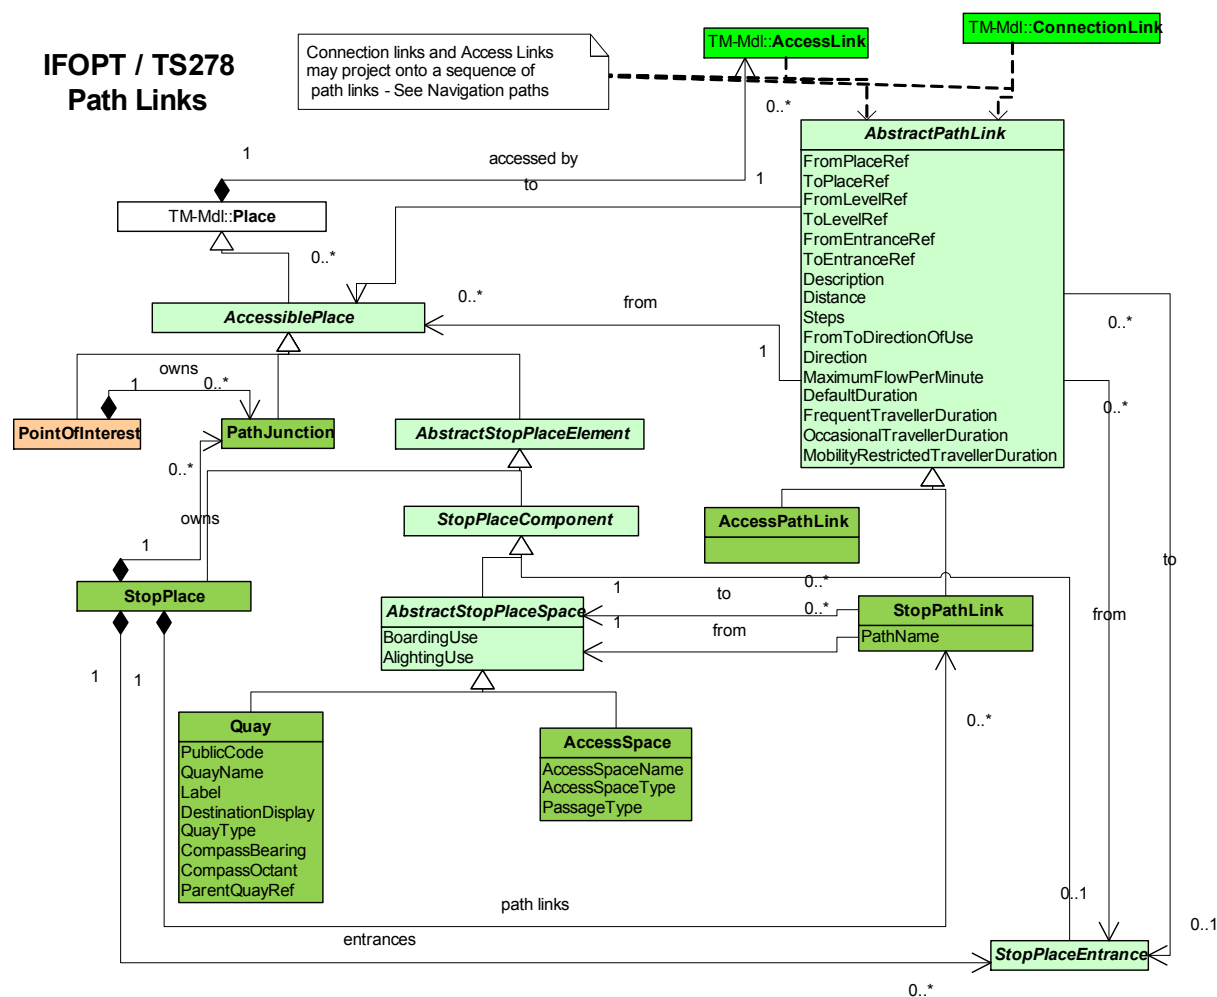 IFOPT / TS278
Path Links
Connection links and Access Links
may project onto a sequence of
path links - See Navigation paths
TM-Mdl::AccessLink
TM-Mdl::ConnectionLink
0..*
1
accessed by
to
1
TM-Mdl::Place
0..*
AbstractPathLink
FromPlaceRef
ToPlaceRef
FromLevelRef
ToLevelRef
FromEntranceRef
ToEntranceRef
Description
Distance
Steps
FromToDirectionOfUse
Direction
MaximumFlowPerMinute
DefaultDuration
FrequentTravellerDuration
OccasionalTravellerDuration
MobilityRestrictedTravellerDuration
AccessiblePlace
0..*
from
1
0..*
0..*
owns
1
0..*
PointOfInterest
PathJunction
AbstractStopPlaceElement
0..*
owns
1
StopPlaceComponent
AccessPathLink
StopPlace
1
1
AbstractStopPlaceSpace
BoardingUse
AlightingUse
1
to
0..*
1
from
0..*
StopPathLink
PathName
to
from
0..*
Quay
PublicCode
QuayName
Label
DestinationDisplay
QuayType
CompassBearing
CompassOctant
ParentQuayRef
AccessSpace
AccessSpaceName
AccessSpaceType
PassageType
path links
entrances
0..1
0..1
StopPlaceEntrance
0..*